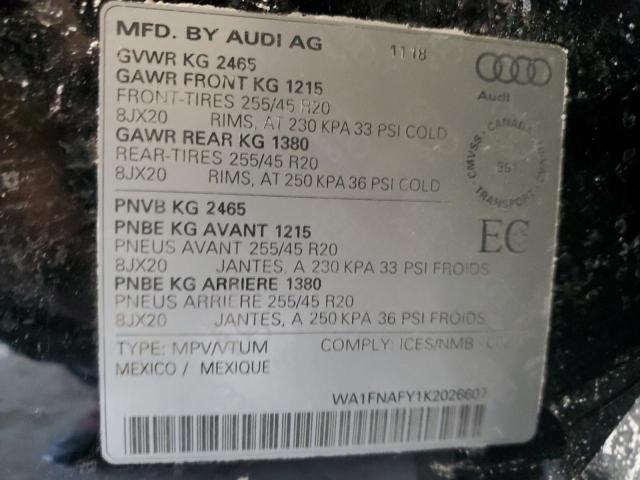 MFD. BY AUDI AG 11 18
GVWR KG 2465
GAWR FRONT KG 1215
FRONT-TIRES 255/45 R20
8JX20 RIMS, AT 230 KPA 33 PSI COLD
GAWR REAR KG 1380
REAR-TIRES 255/45 R20
8JX20 RIMS, AT 250 KPA 36 PSI COLD
Audi
CANADA
CMVSS
TRANSPORT
PNVB KG 2465
PNBE KG AVANT 1215
PNEUS AVANT 255/45 R20
8JX20 JANTES, A 230 KPA 33 PSI FROIDS
PNBE KG ARRIERE 1380
PNEUS ARRIERE 255/45 R20
8JX20 JANTES, A 250 KPA 36 PSI FROIDS
EC
TYPE: MPV/VTUM COMPLY: ICES/NMB -
MEXICO / MEXIQUE
WA1FNAFY1K2026607